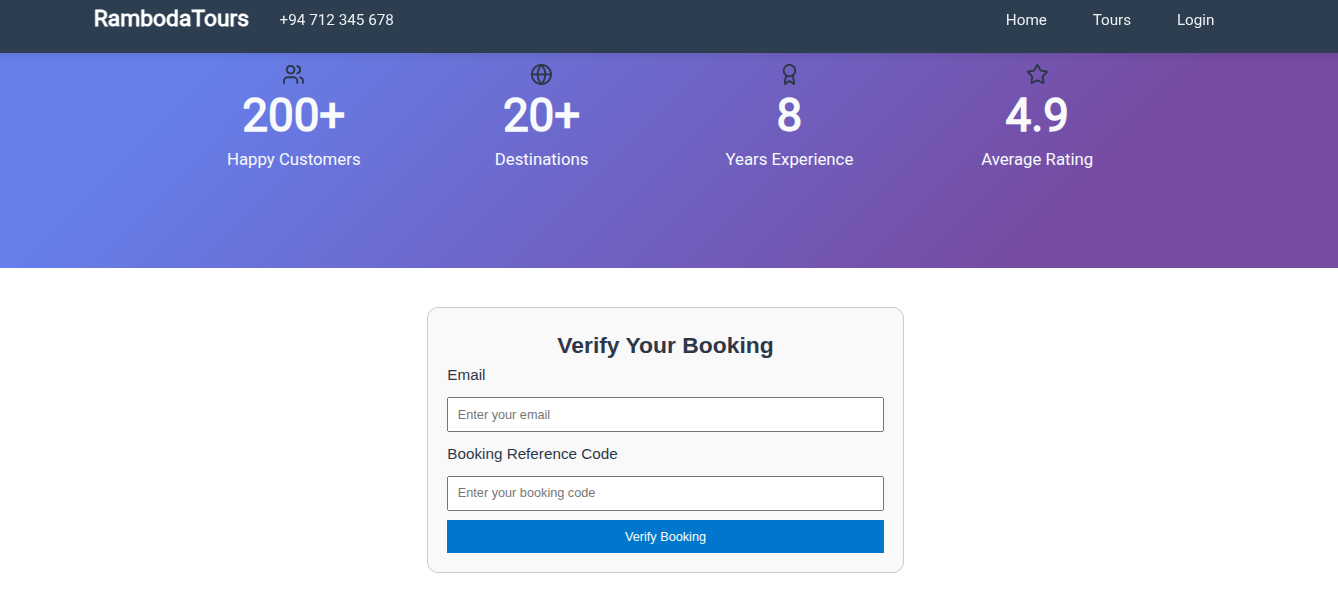 RambodaTours +94 712 345 678 Home Tours Login
200+ 20+ 8 4.9
Happy Customers Destinations Years Experience Average Rating
Verify Your Booking
Email
Enter your email
Booking Reference Code
Enter your booking code
Verify Booking